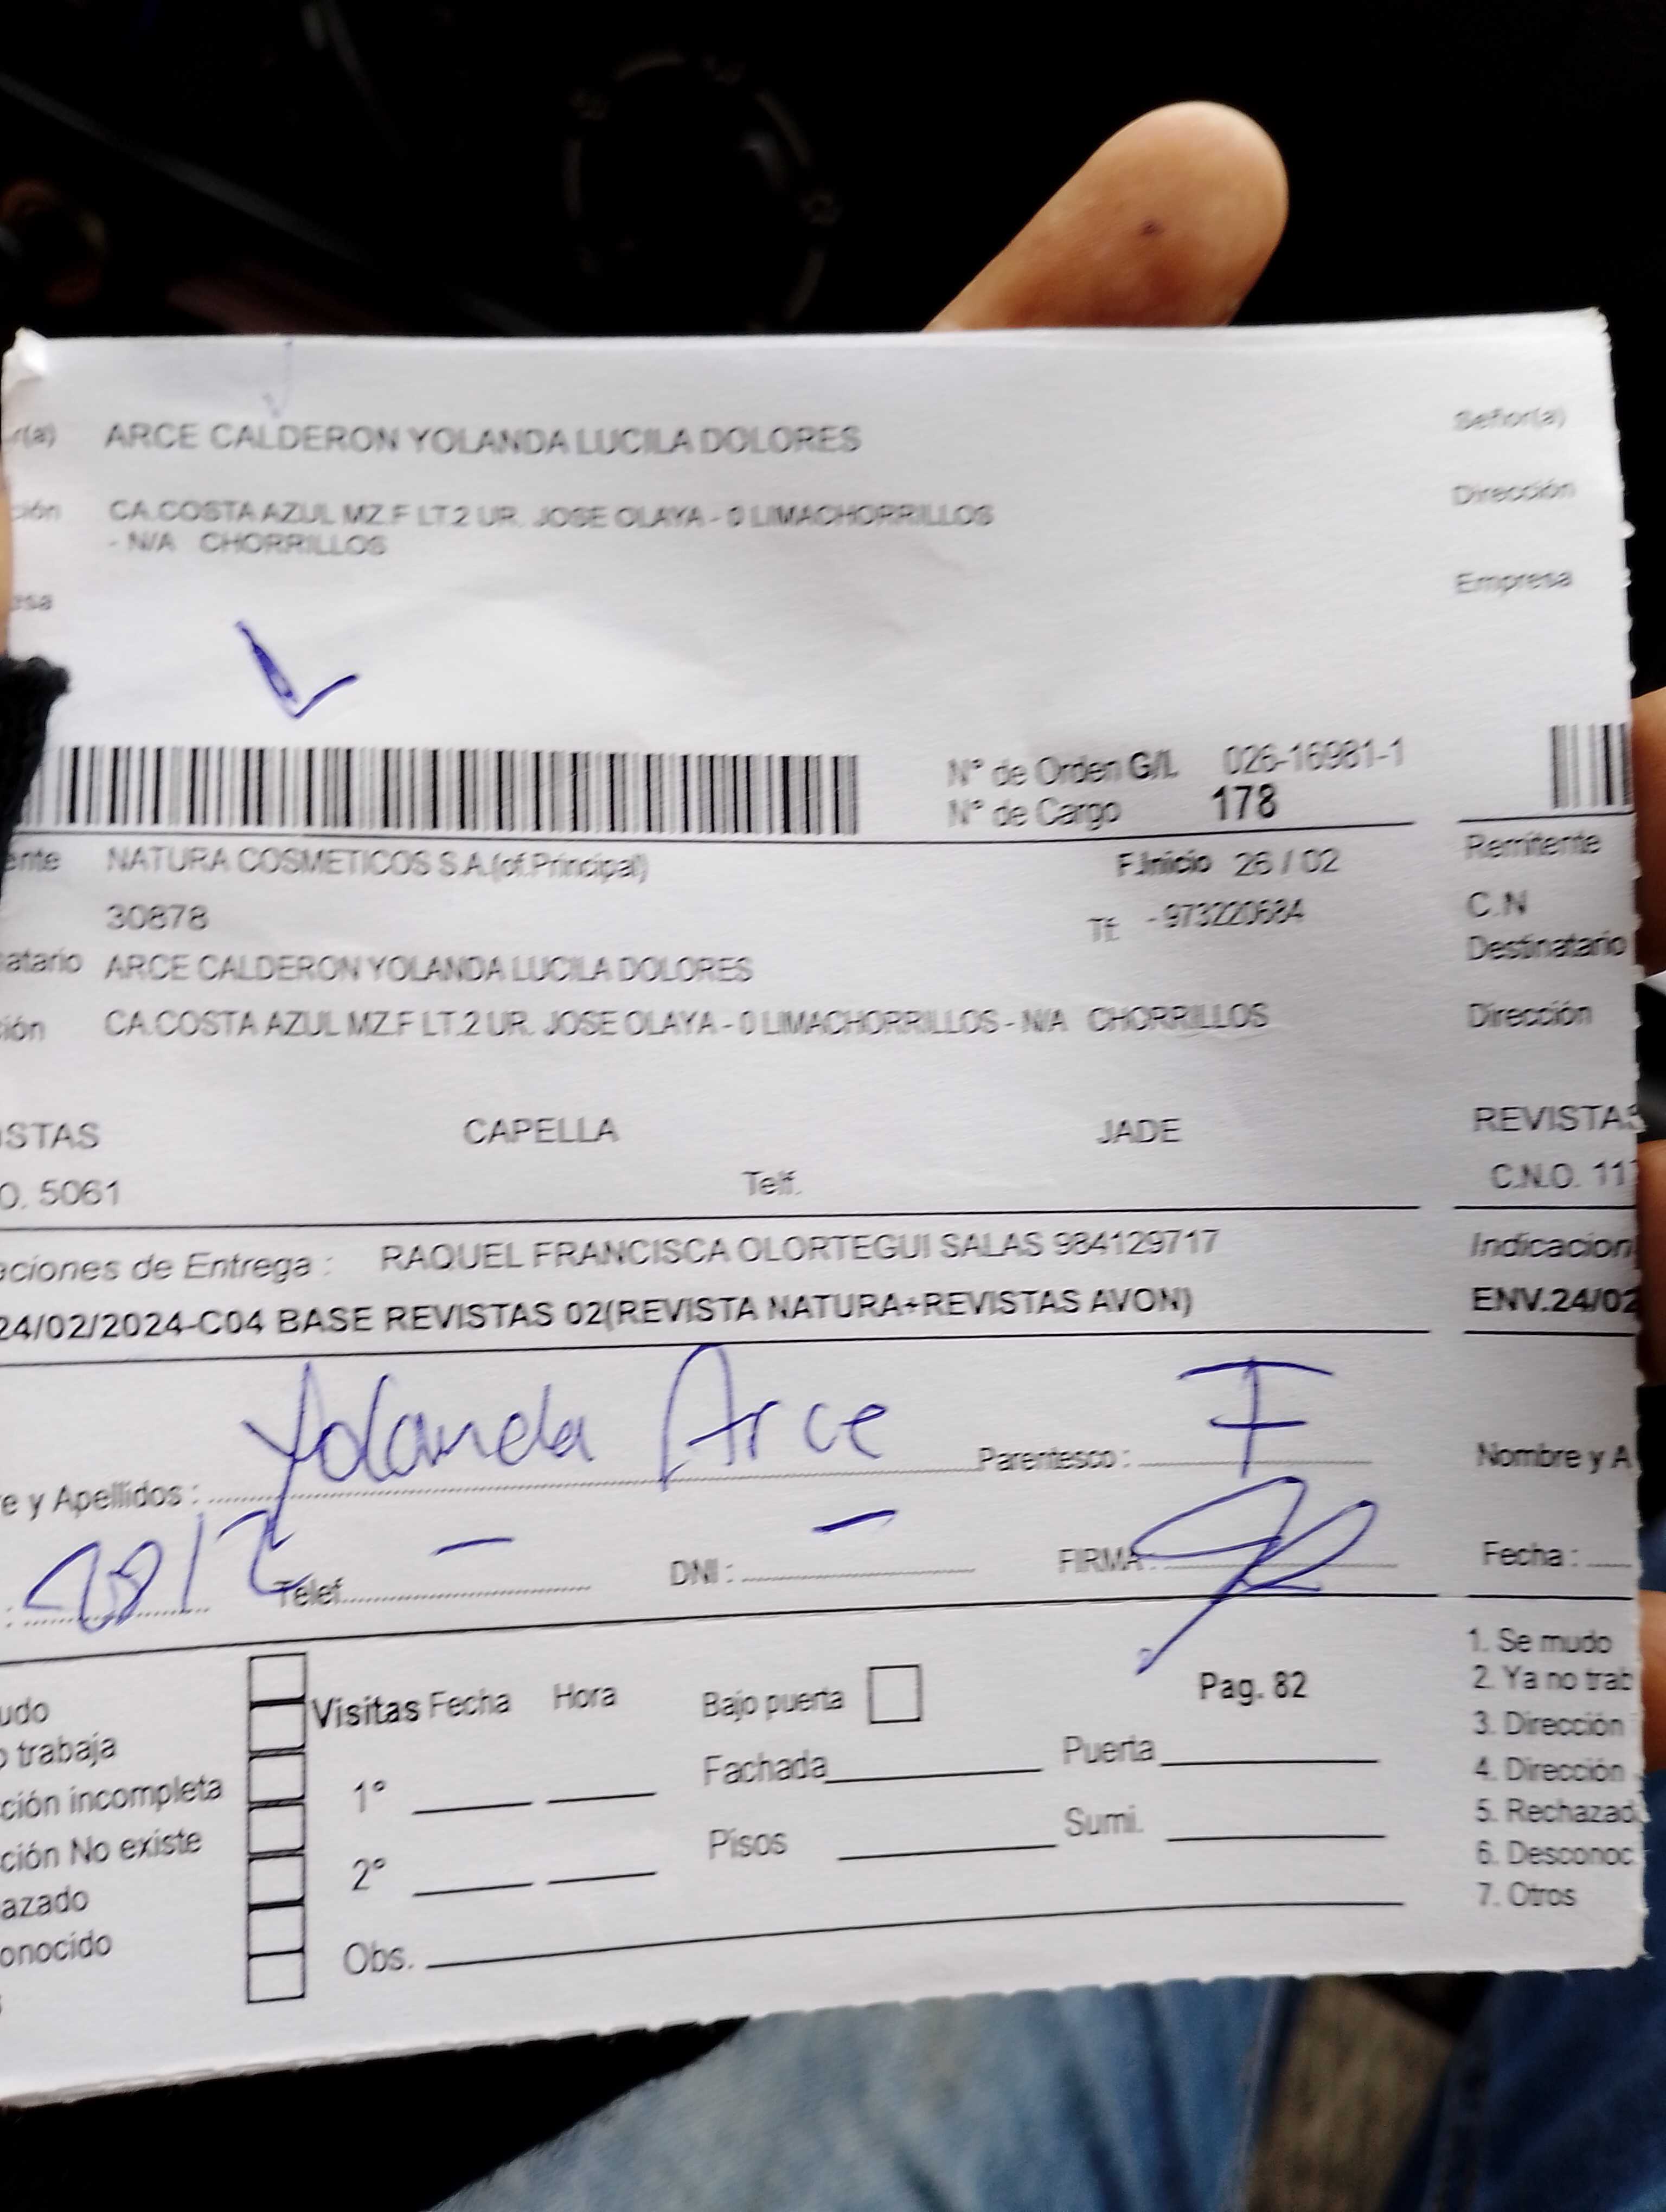 r(a) ARCE CALDERON YOLANDA LUCILA DOLORES
ción CA.COSTA AZUL MZ.F LT.2 UR. JOSE OLAYA - 0 LIMACHORRILLOS
- N/A CHORRILLOS
esa
N° de Orden G/L 026-16981-1
N° de Cargo 178
ente NATURA COSMETICOS S.A.(of.Principal) F.Inicio 26 / 02
30878 Tf. - 973220684
atario ARCE CALDERON YOLANDA LUCILA DOLORES
ión CA.COSTA AZUL MZ.F LT.2 UR. JOSE OLAYA - 0 LIMACHORRILLOS - N/A CHORRILLOS
STAS CAPELLA JADE
O. 5061 Telf.
aciones de Entrega : RAQUEL FRANCISCA OLORTEGUI SALAS 984129717
24/02/2024-C04 BASE REVISTAS 02(REVISTA NATURA+REVISTAS AVON)
e y Apellidos : Yolanda Arce Parentesco : T
: 28/2 Telef. - DNI : - FIRMA :
udo
o trabaja
cción incompleta
cción No existe
azado
onocido
Visitas Fecha Hora
1°
2°
Obs.
Bajo puerta
Pag. 82
Fachada Puerta
Pisos Sumi.
Señor(a)
Dirección
Empresa
Remitente
C.N
Destinatario
Dirección
REVISTAS
C.N.O. 11
Indicacion
ENV.24/02
Nombre y A
Fecha :
1. Se mudo
2. Ya no trab
3. Dirección
4. Dirección
5. Rechazad
6. Desconoc
7. Otros